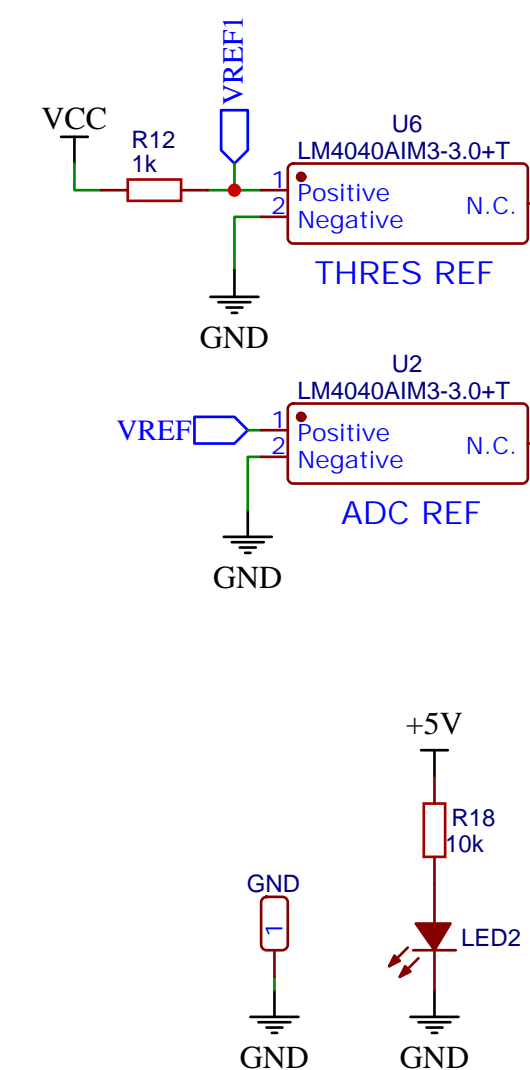 VREF1
VCC
R12
1k
U6
LM4040AIM3-3.0+T
1
Positive
2
Negative
N.C.
THRES REF
GND
U2
LM4040AIM3-3.0+T
VREF
1
Positive
2
Negative
N.C.
ADC REF
GND
+5V
R18
10k
GND
1
LED2
GND
GND